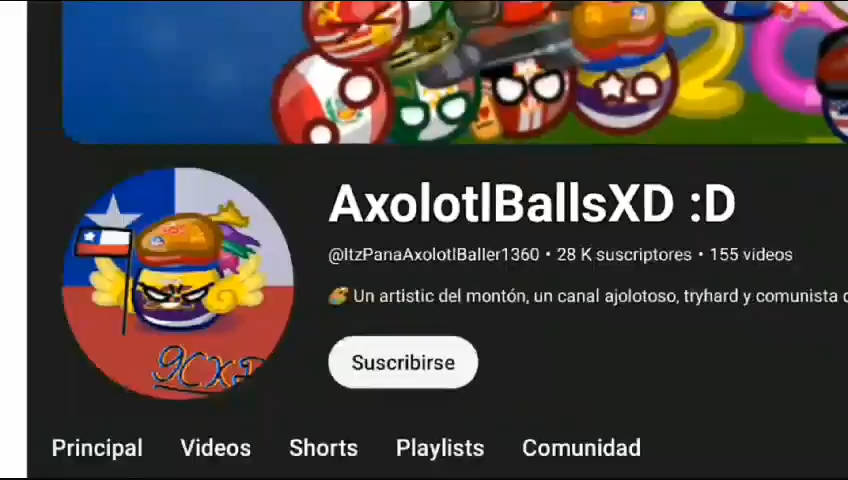 AxolotlBallsXD :D
@ItzPanaAxolotlBaller1360 • 28 K suscriptores • 155 videos
🎨 Un artistic del montón, un canal ajolotoso, tryhard y comunista
Suscribirse
Principal Videos Shorts Playlists Comunidad